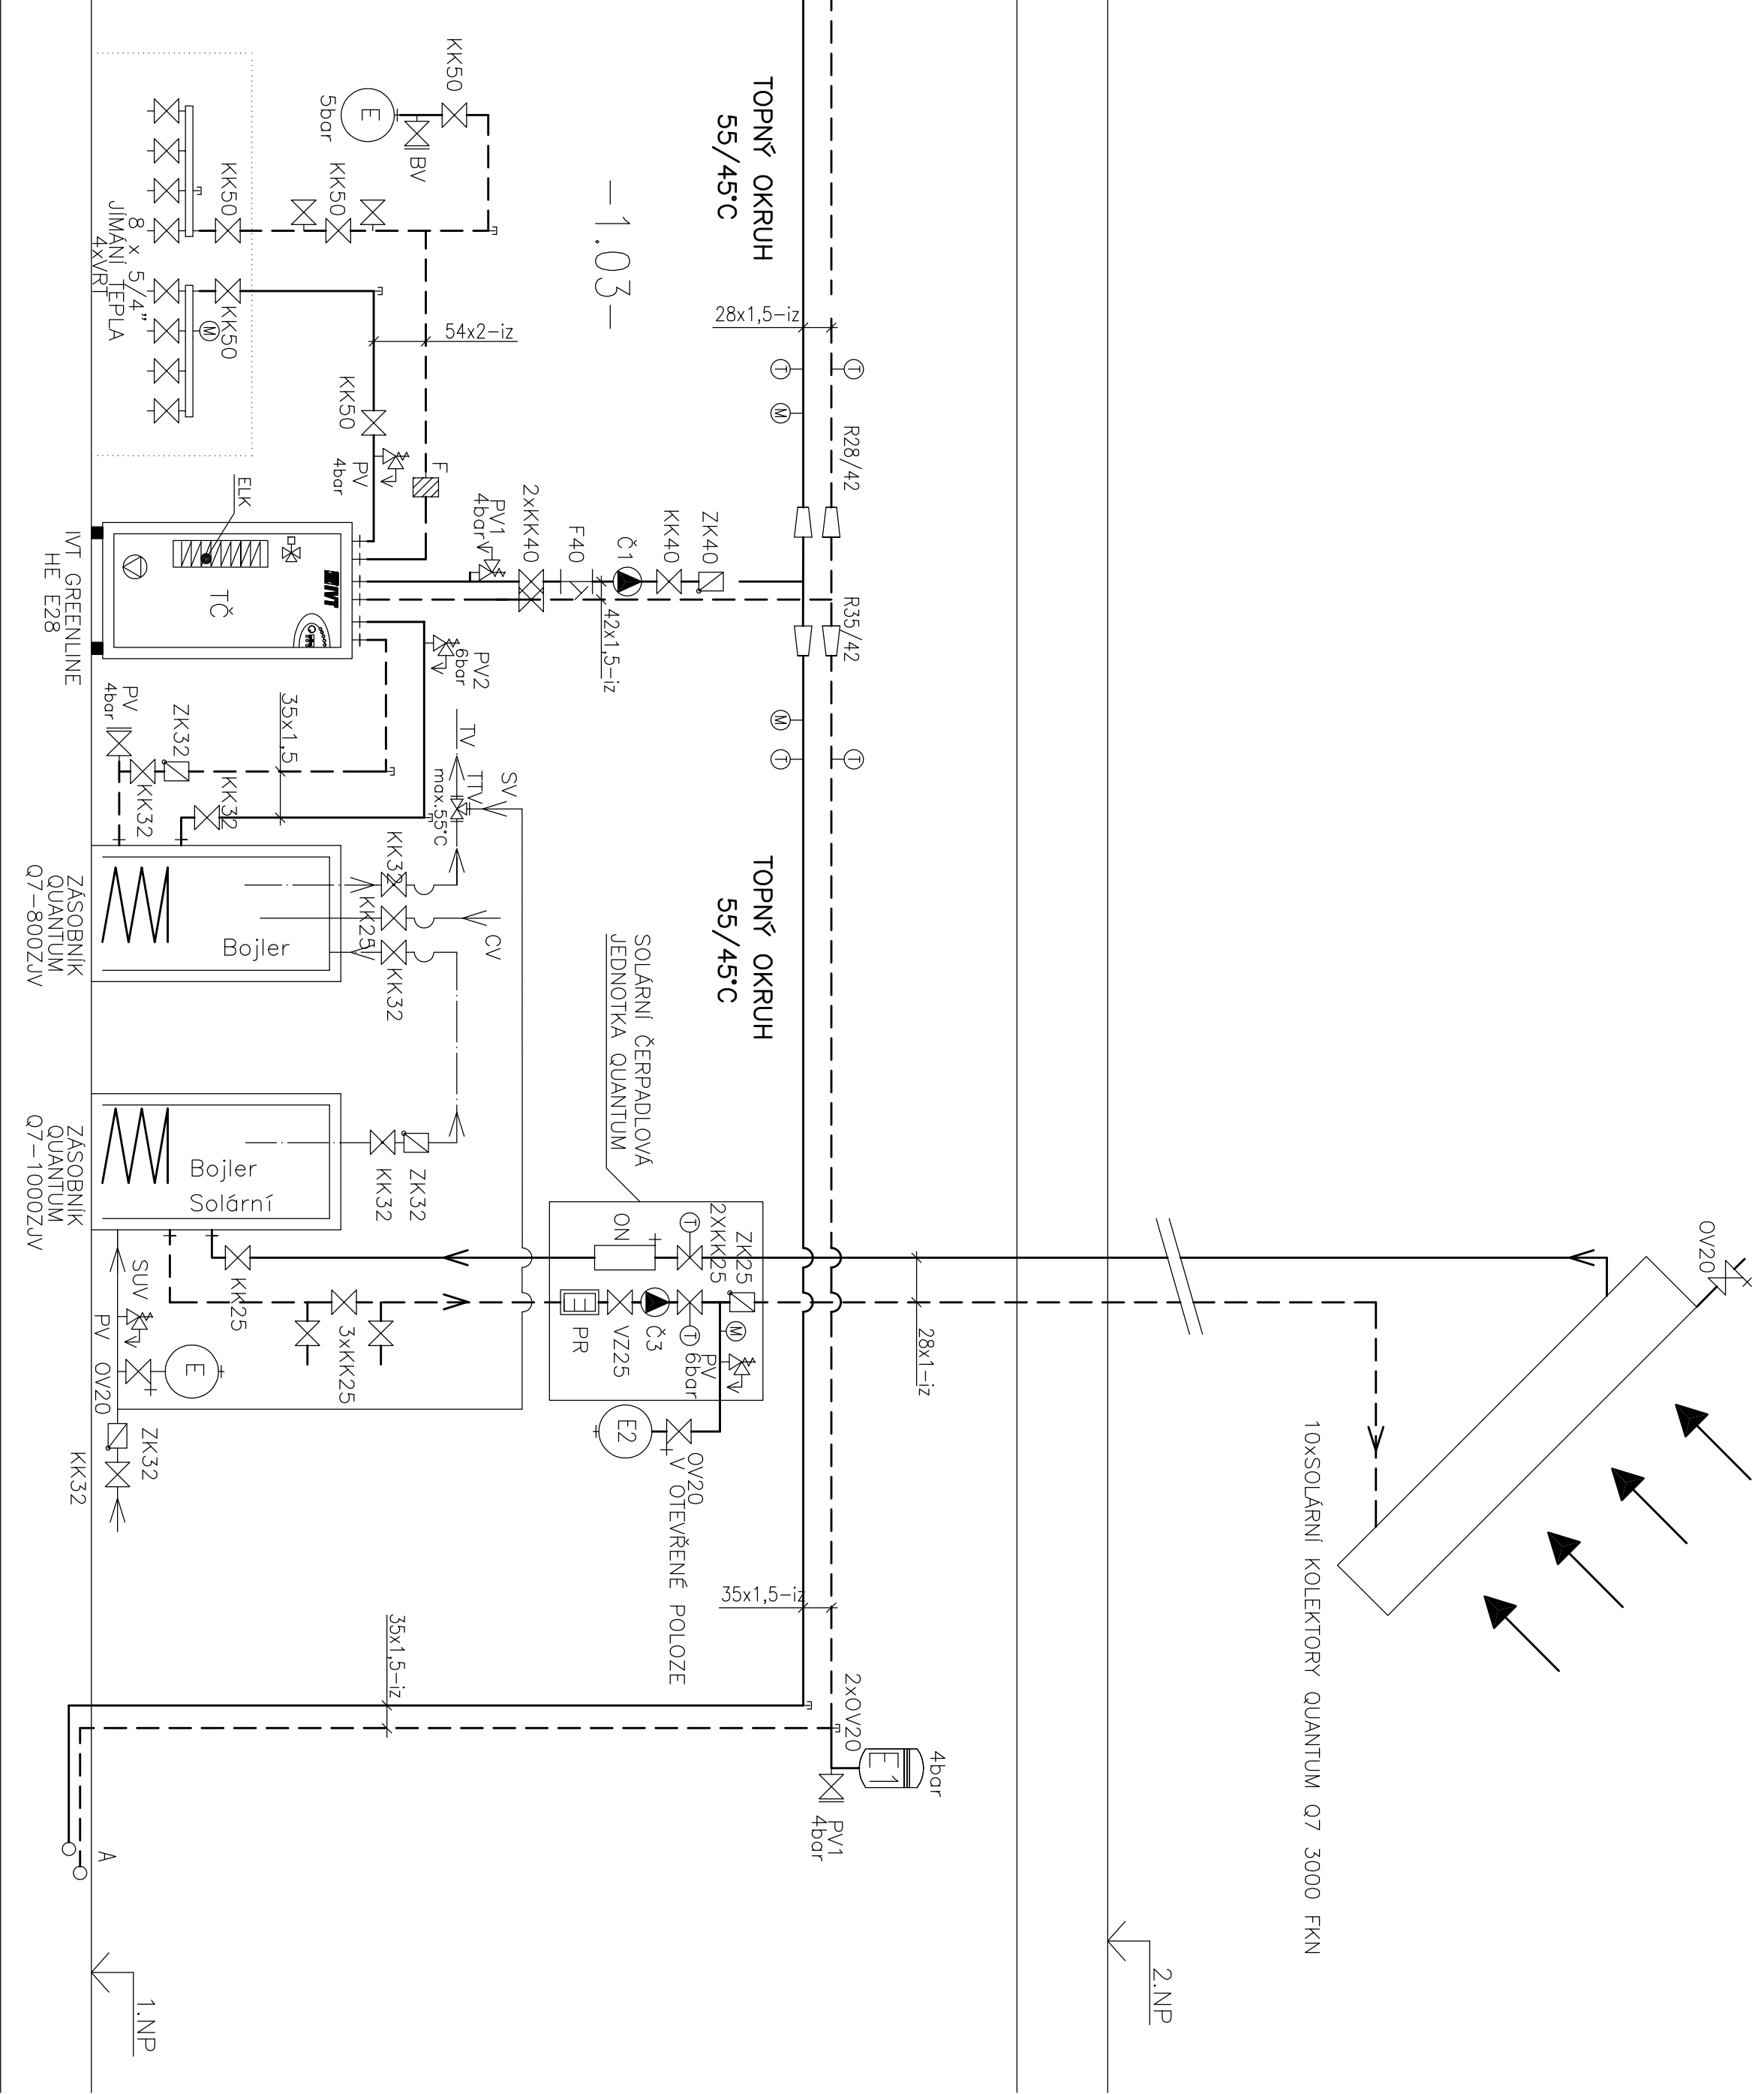 OV20
10xSOLÁRNÍ KOLEKTORY QUANTUM Q7 3000 FKN
2.NP
TOPNÝ OKRUH
55/45°C
TOPNÝ OKRUH
55/45°C
28x1,5-iz
T
T
M
R28/42
R35/42
M
T
T
28x1-iz
35x1,5-iz
2xOV20
4bar
E1
PV1
4bar
-1.03-
KK50
E
5bar
BV
KK50
KK50
54x2-iz
KK50
M
8 x 5/4"
JÍMÁNÍ TEPLA
4xVRT
KK50
PV
4bar
F
PV1
4bar
2xKK40
F40
Č1
KK40
ZK40
42x1,5-iz
ELK
IVT
TČ
IVT GREENLINE
HE E28
PV2
6bar
35x1,5
PV
4bar
ZK32
KK32
KK32
TV
TTV
max.55°C
SV
KK32
KK25
KK32
CV
Bojler
ZÁSOBNÍK
QUANTUM
Q7-800ZJV
SOLÁRNÍ ČERPADLOVÁ
JEDNOTKA QUANTUM
ON
T
2XKK25
ZK25
M
T
PV
6bar
Č3
VZ25
PR
E2
OV20
V OTEVŘENÉ POLOZE
KK32
ZK32
Bojler
Solární
ZÁSOBNÍK
QUANTUM
Q7-1000ZJV
KK25
3xKK25
SUV
PV
OV20
E
ZK32
KK32
35x1,5-iz
A
1.NP